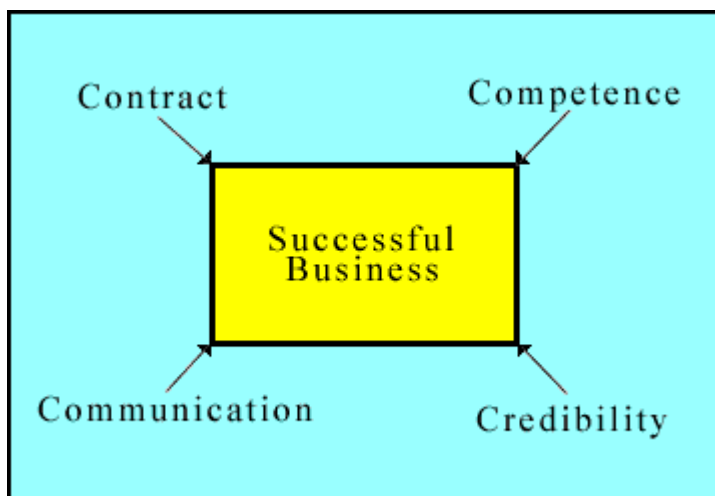 Contract
Competence
Successful
Business
Communication
Credibility